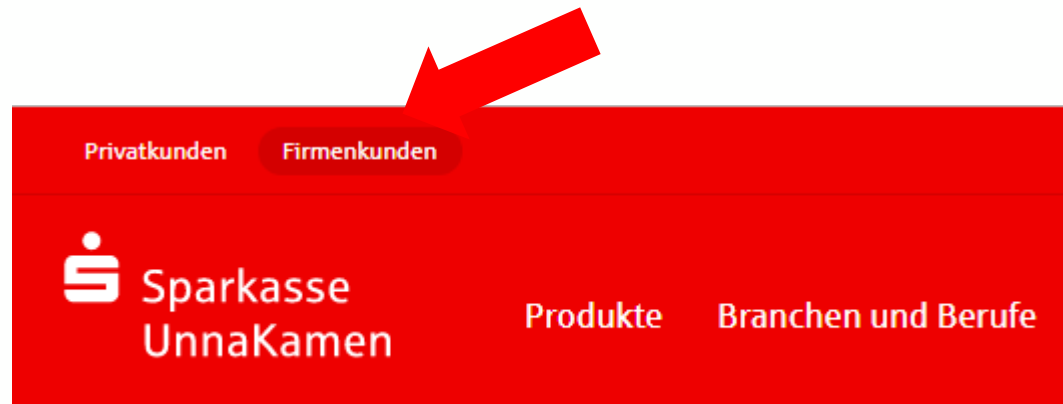 Privatkunden Firmenkunden
Sparkasse
UnnaKamen
Produkte Branchen und Berufe